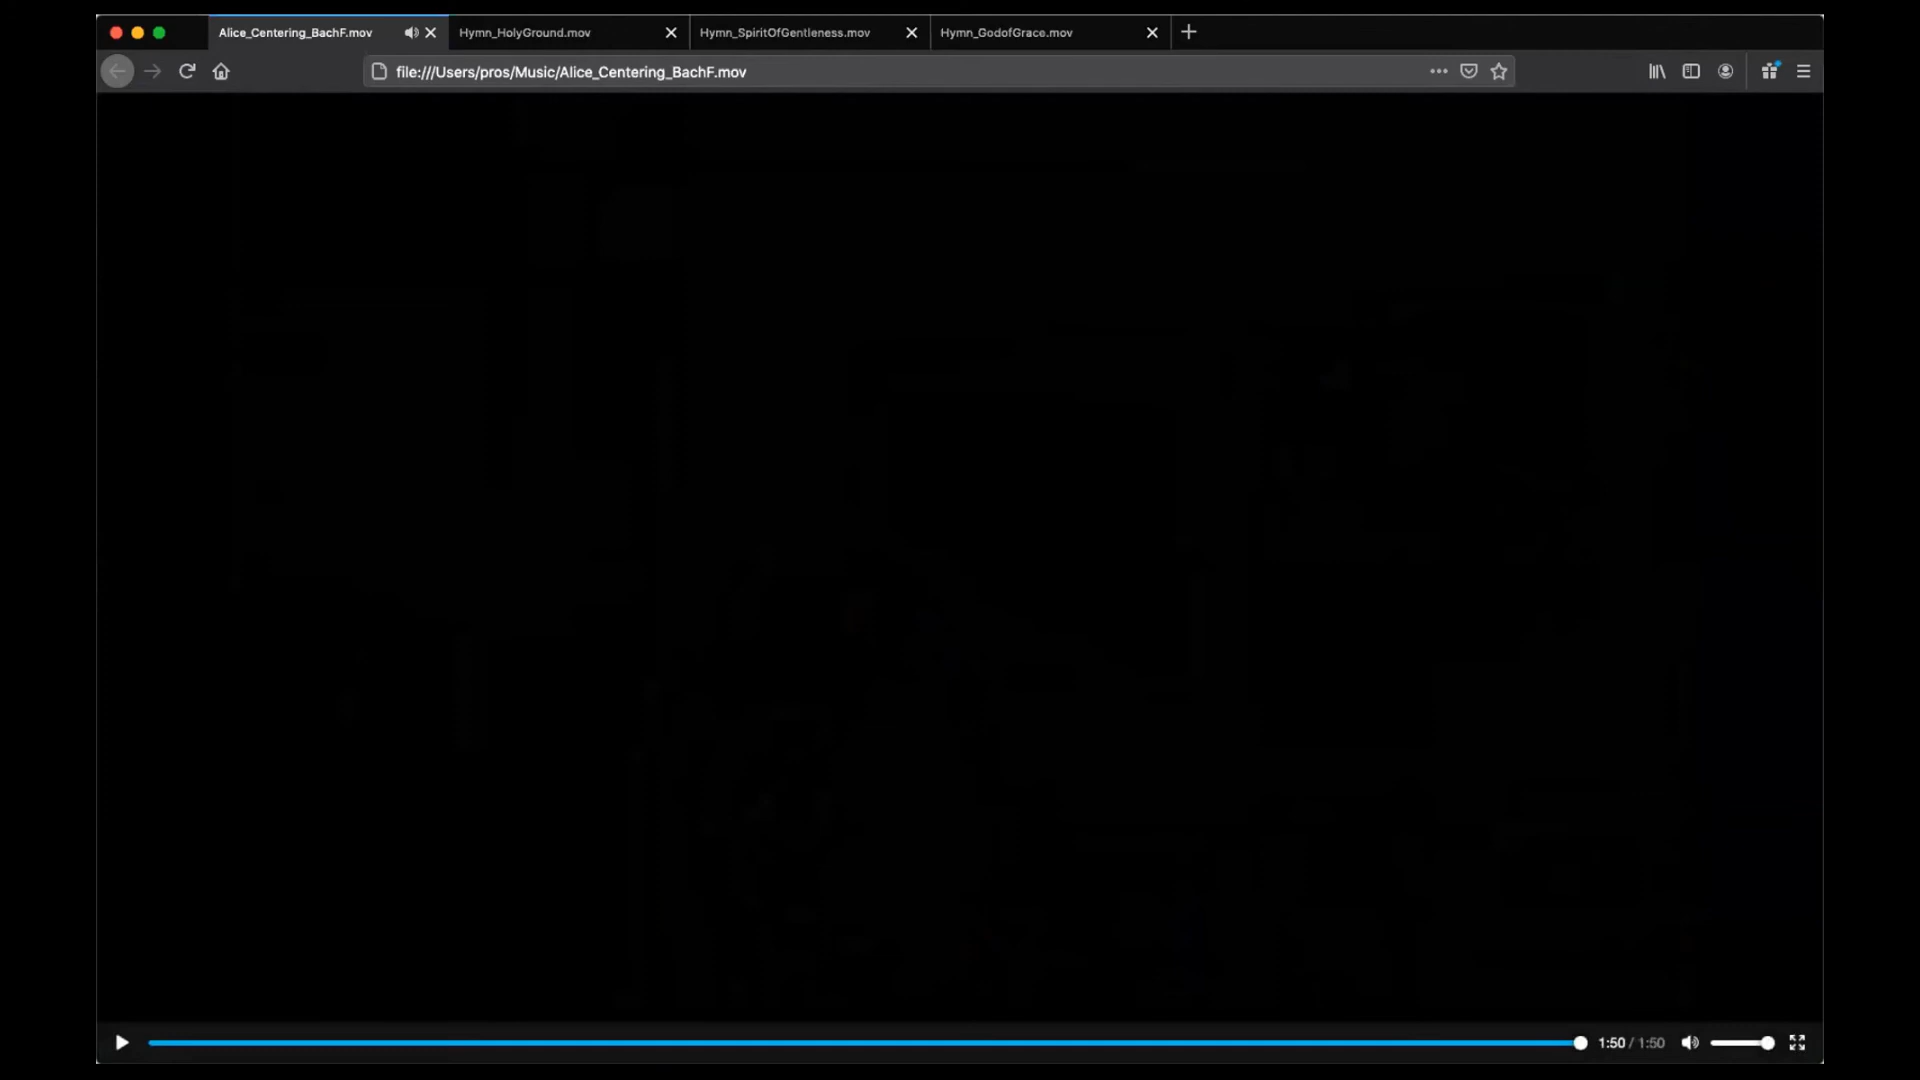 Alice_Centering_BachF.mov
Hymn_HolyGround.mov
Hymn_SpiritOfGentleness.mov
Hymn_GodofGrace.mov
file:///Users/pros/Music/Alice_Centering_BachF.mov
1:50 / 1:50